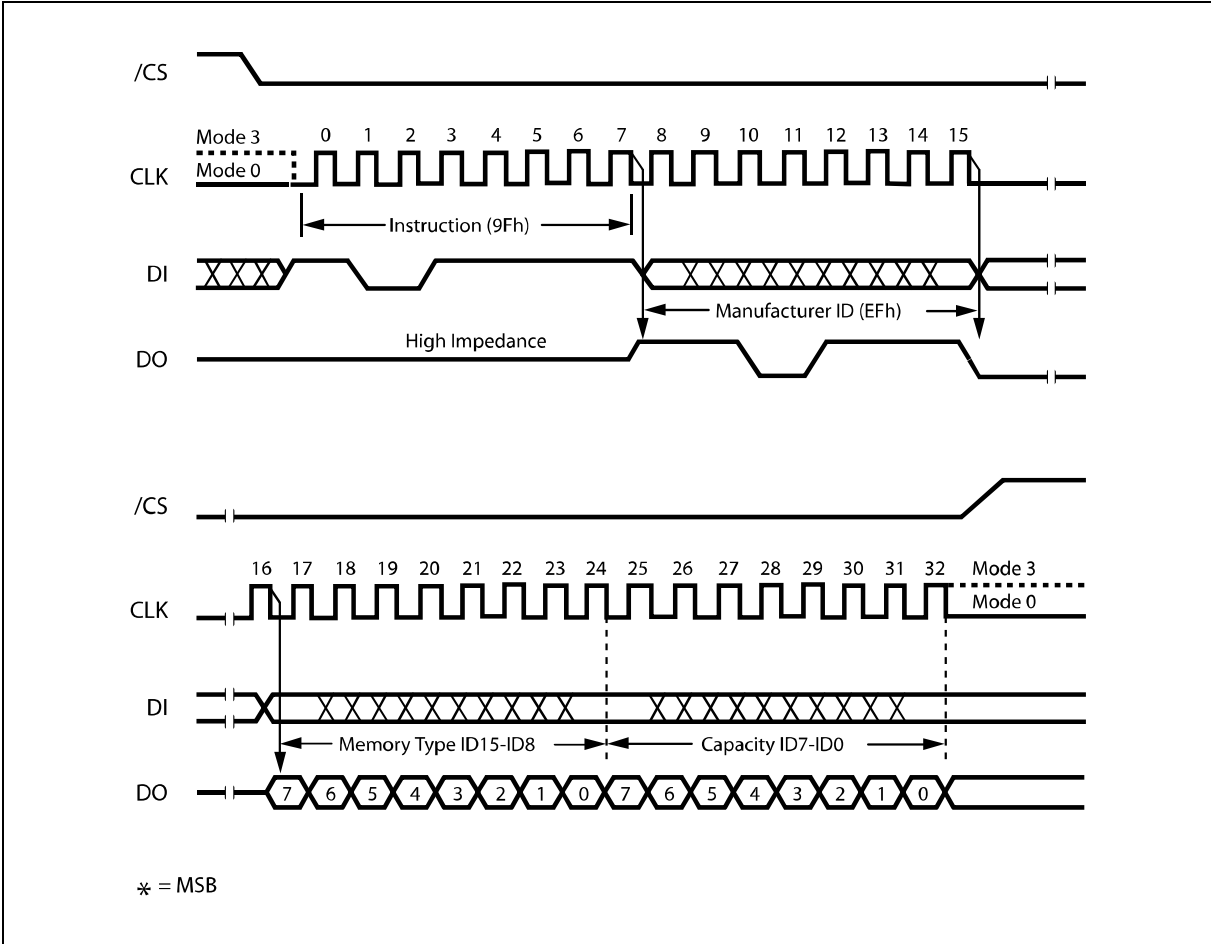 /CS
Mode 3
0 1 2 3 4 5 6 7 8 9 10 11 12 13 14 15
CLK
Mode 0
Instruction (9Fh)
DI
Manufacturer ID (EFh)
High Impedance
DO
/CS
16 17 18 19 20 21 22 23 24 25 26 27 28 29 30 31 32
Mode 3
CLK
Mode 0
DI
Memory Type ID15-ID8
Capacity ID7-ID0
DO
7 6 5 4 3 2 1 0 7 6 5 4 3 2 1 0
* = MSB